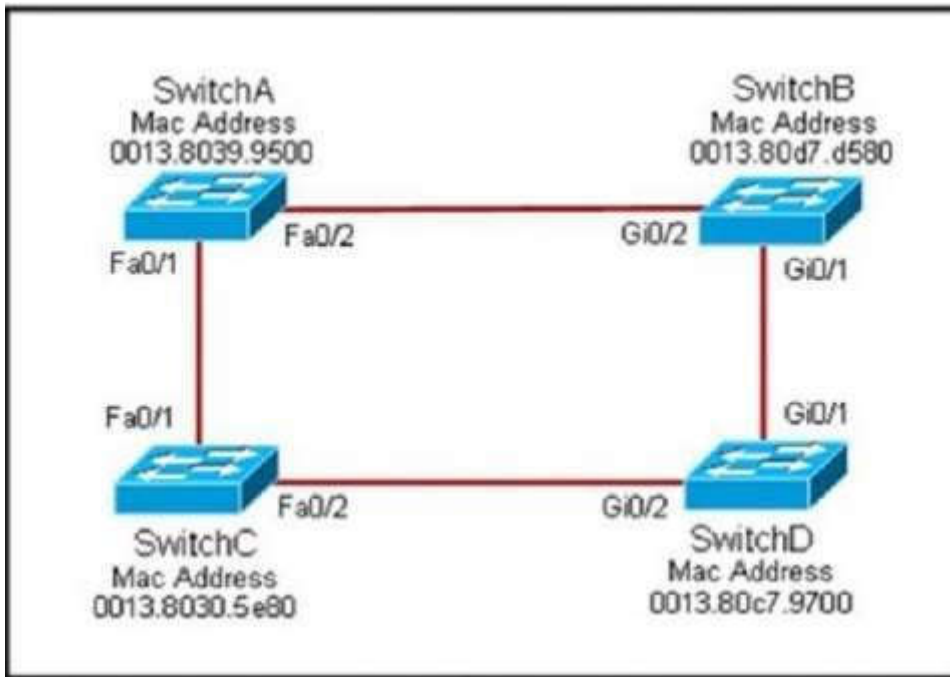 SwitchA
Mac Address
0013.8039.9500
SwitchB
Mac Address
0013.80d7.d580
Fa0/2
Gi0/2
Fa0/1
Gi0/1
Fa0/1
Gi0/1
Fa0/2
Gi0/2
SwitchC
Mac Address
0013.8030.5e80
SwitchD
Mac Address
0013.80c7.9700